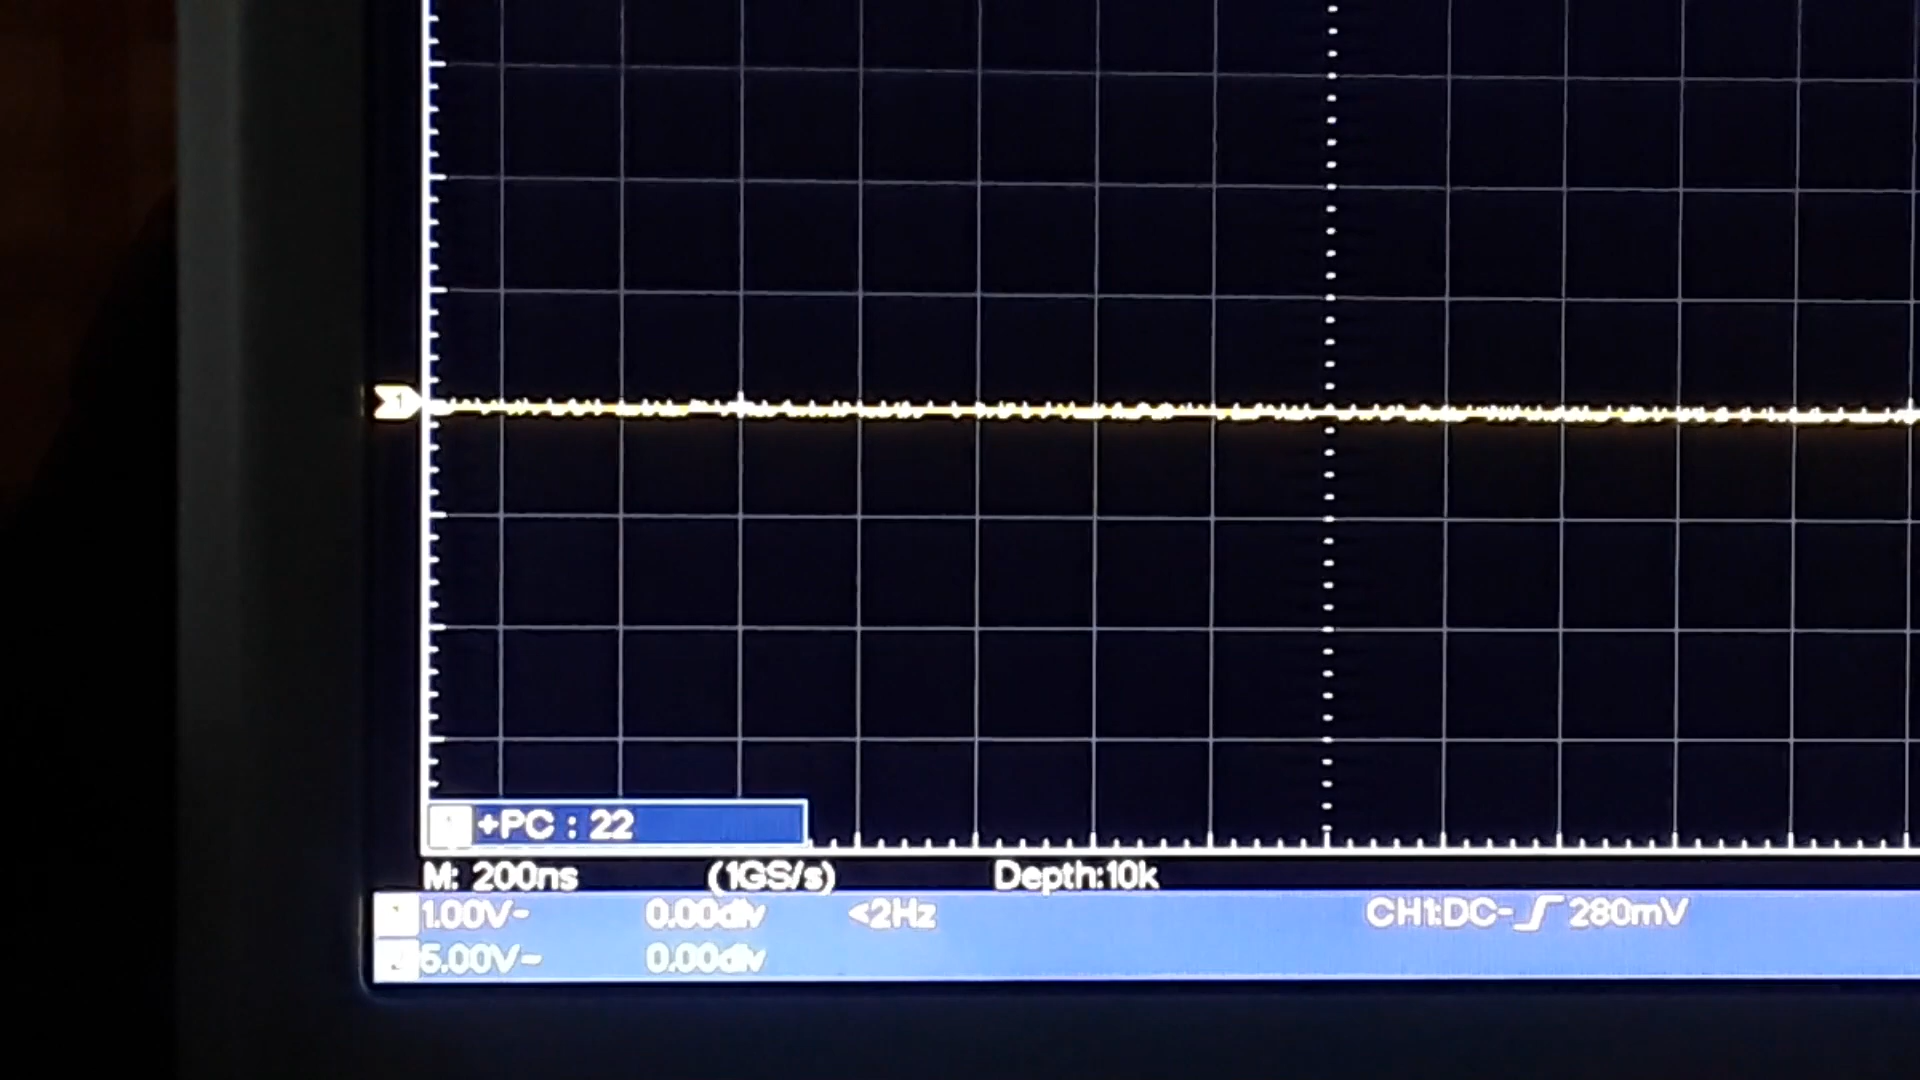 +PC : 22
M: 200ns (1GS/s) Depth:10k
1.00V~ 0.00div <2Hz CH1:DC- 280mV
5.00V~ 0.00div